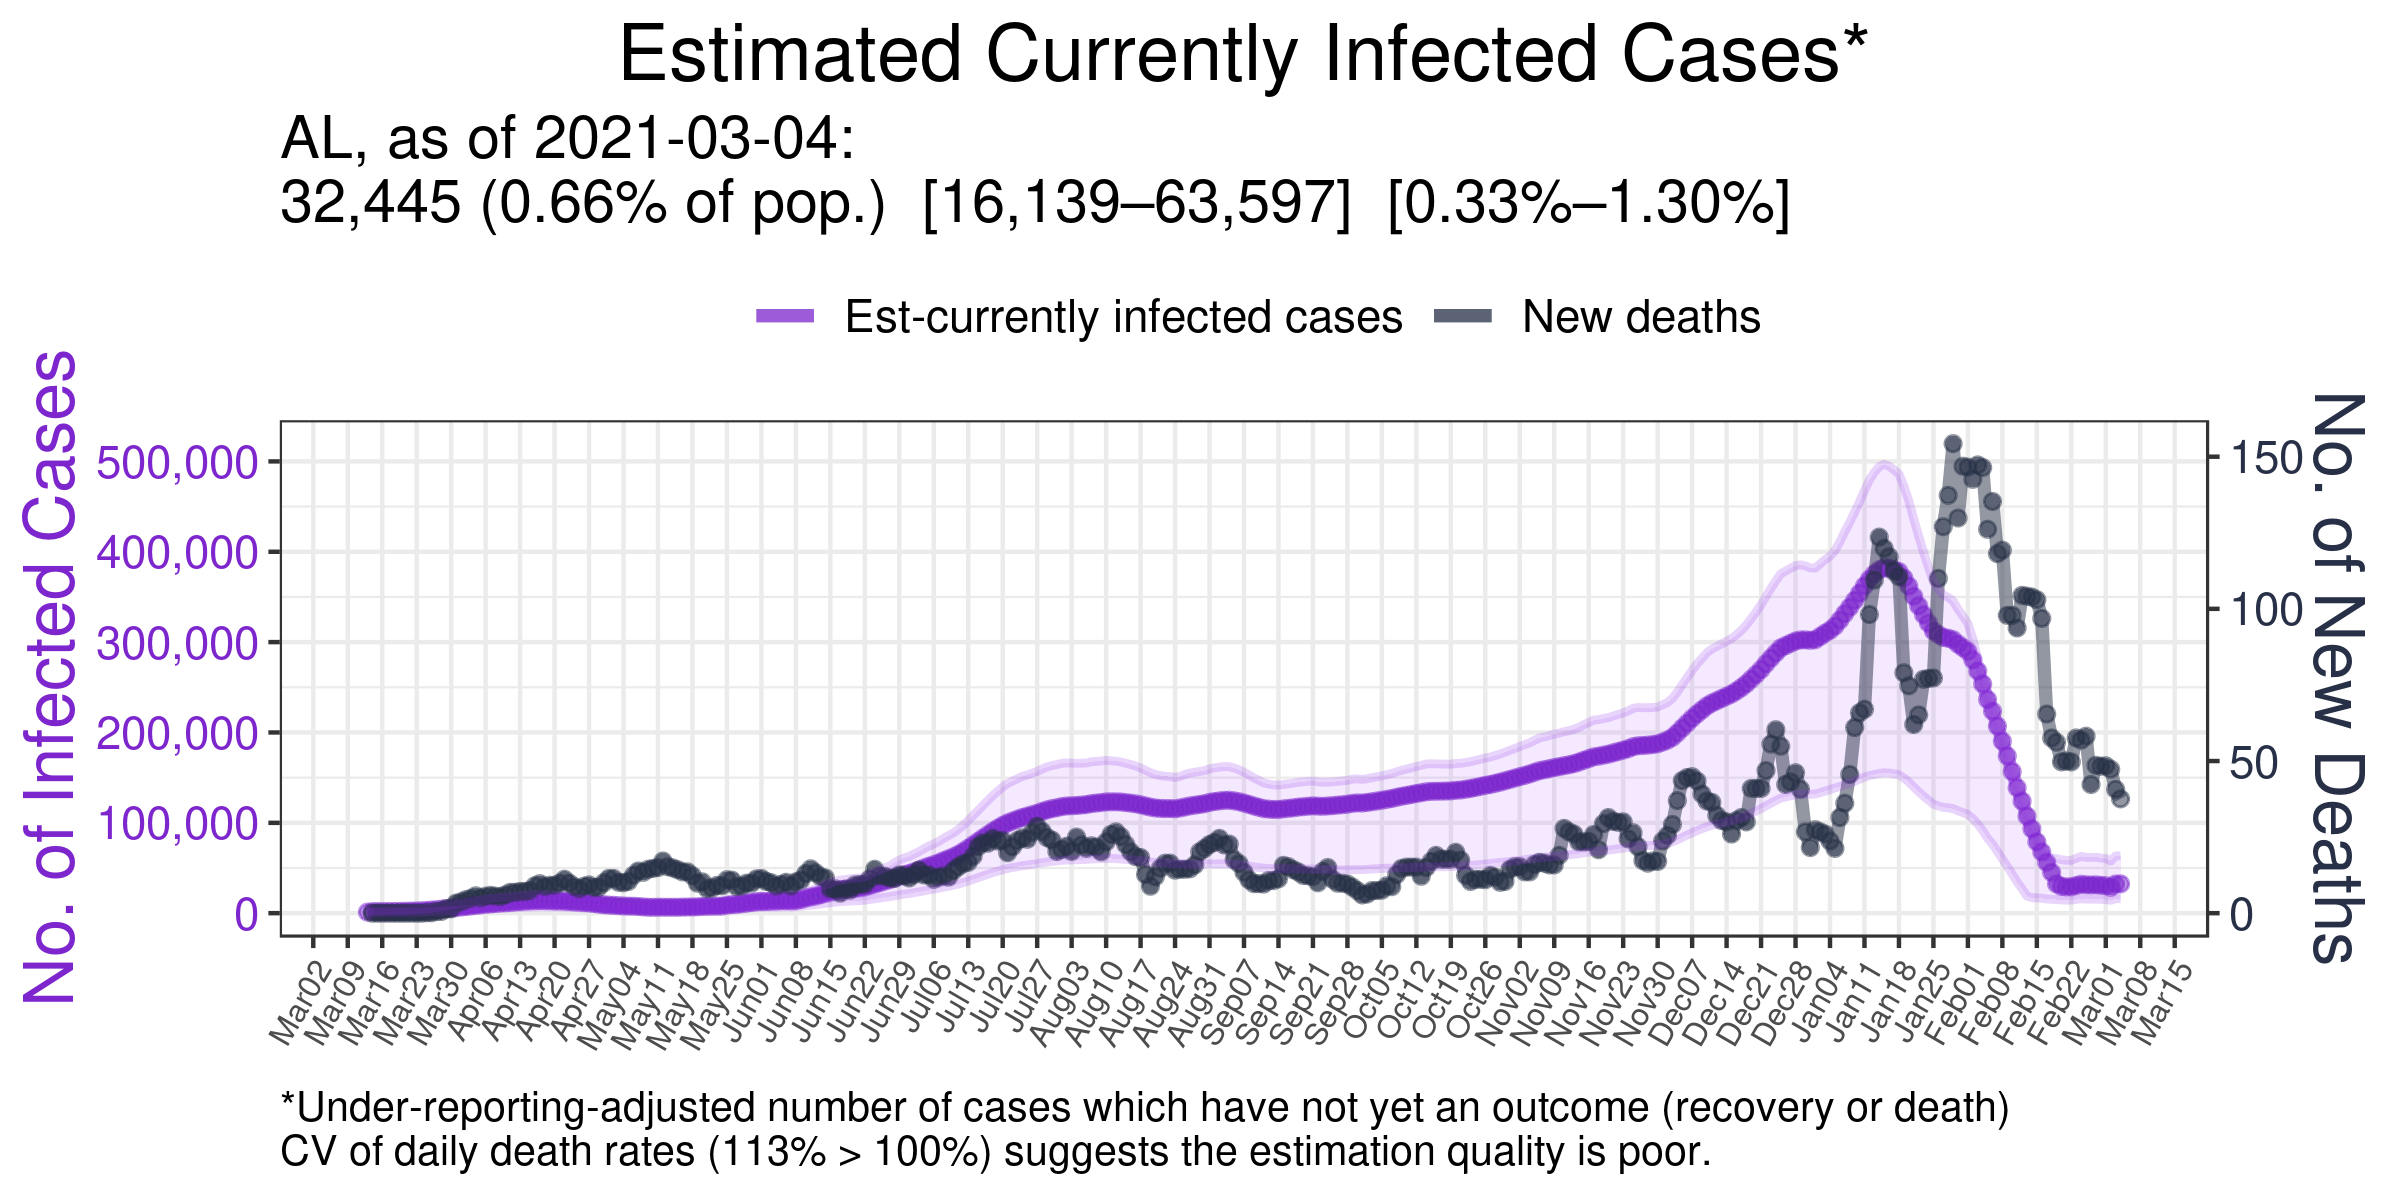 Estimated Currently Infected Cases*
AL, as of 2021-03-04:
32,445 (0.66% of pop.)  [16,139–63,597]  [0.33%–1.30%]
Est-currently infected cases
New deaths
No. of Infected Cases
500,000
400,000
300,000
200,000
100,000
0
150
100
50
0
No. of New Deaths
Mar02
Mar09
Mar16
Mar23
Mar30
Apr06
Apr13
Apr20
Apr27
May04
May11
May18
May25
Jun01
Jun08
Jun15
Jun22
Jun29
Jul06
Jul13
Jul20
Jul27
Aug03
Aug10
Aug17
Aug24
Aug31
Sep07
Sep14
Sep21
Sep28
Oct05
Oct12
Oct19
Oct26
Nov02
Nov09
Nov16
Nov23
Nov30
Dec07
Dec14
Dec21
Dec28
Jan04
Jan11
Jan18
Jan25
Feb01
Feb08
Feb15
Feb22
Mar01
Mar08
Mar15
*Under-reporting-adjusted number of cases which have not yet an outcome (recovery or death)
CV of daily death rates (113% > 100%) suggests the estimation quality is poor.